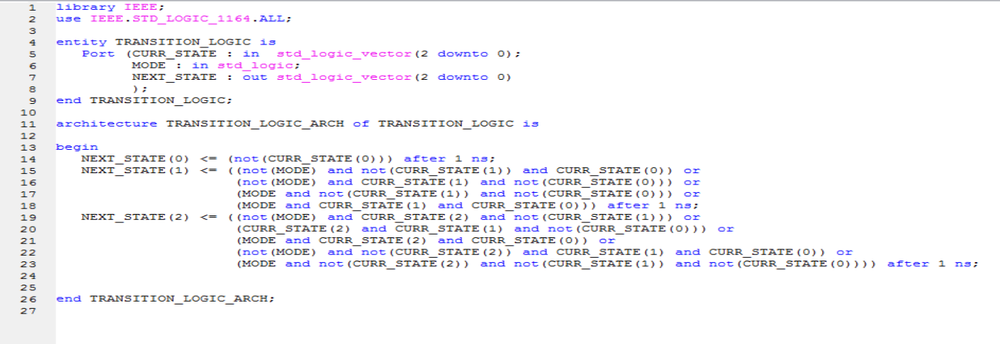 1 library IEEE;
2 use IEEE.STD_LOGIC_1164.ALL;
3
4 entity TRANSITION_LOGIC is
5 Port (CURR_STATE : in std_logic_vector(2 downto 0);
6 MODE : in std_logic;
7 NEXT_STATE : out std_logic_vector(2 downto 0)
8 );
9 end TRANSITION_LOGIC;
10
11 architecture TRANSITION_LOGIC_ARCH of TRANSITION_LOGIC is
12
13 begin
14 NEXT_STATE(0) <= (not(CURR_STATE(0))) after 1 ns;
15 NEXT_STATE(1) <= ((not(MODE) and not(CURR_STATE(1)) and CURR_STATE(0)) or
16 (not(MODE) and CURR_STATE(1) and not(CURR_STATE(0))) or
17 (MODE and not(CURR_STATE(1)) and not(CURR_STATE(0))) or
18 (MODE and CURR_STATE(1) and CURR_STATE(0))) after 1 ns;
19 NEXT_STATE(2) <= ((not(MODE) and CURR_STATE(2) and not(CURR_STATE(1))) or
20 (CURR_STATE(2) and CURR_STATE(1) and not(CURR_STATE(0))) or
21 (MODE and CURR_STATE(2) and CURR_STATE(0)) or
22 (not(MODE) and not(CURR_STATE(2)) and CURR_STATE(1) and CURR_STATE(0)) or
23 (MODE and not(CURR_STATE(2)) and not(CURR_STATE(1)) and not(CURR_STATE(0)))) after 1 ns;
24
25
26 end TRANSITION_LOGIC_ARCH;
27